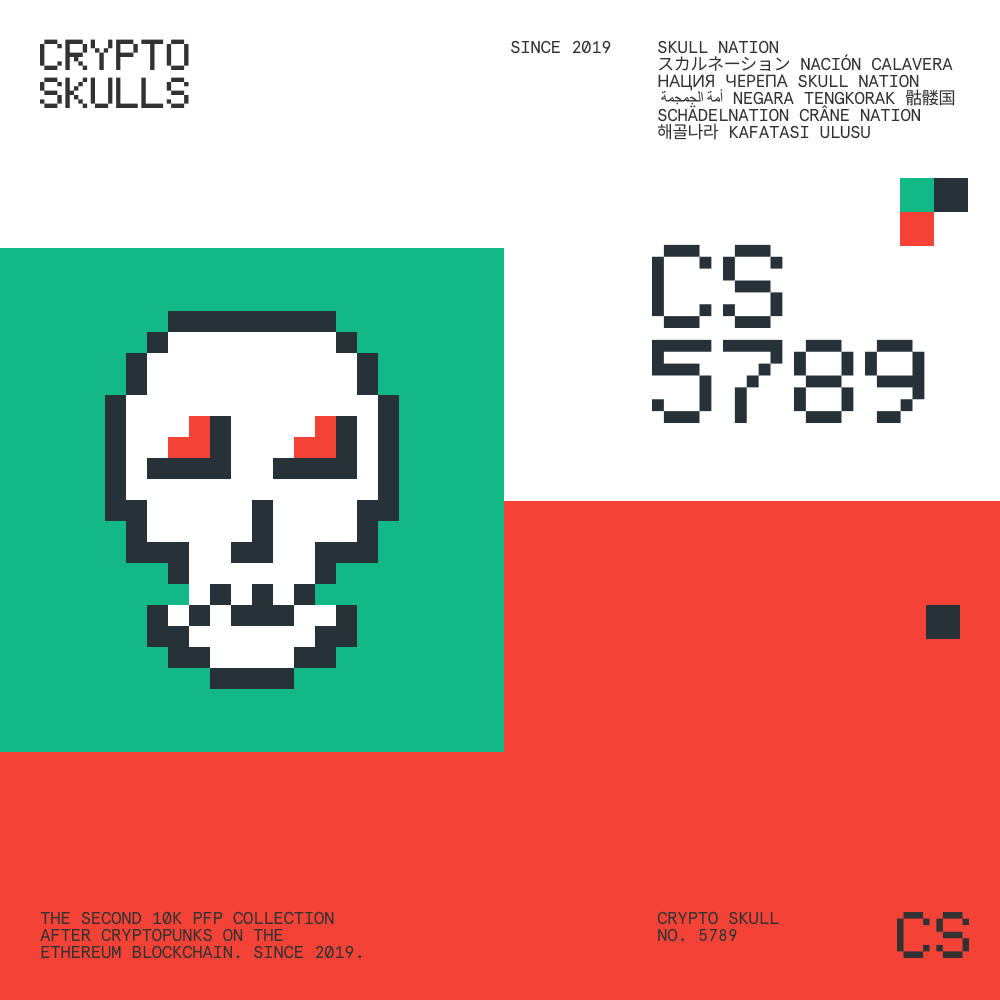 CRYPTO
SKULLS
SINCE 2019
SKULL NATION
スカルネーション NACIÓN CALAVERA
НАЦИЯ ЧЕРЕПА SKULL NATION
أمة الجمجمة NEGARA TENGKORAK 骷髅国
SCHÄDELNATION CRÂNE NATION
해골나라 KAFATASI ULUSU
CS
5789
THE SECOND 10K PFP COLLECTION
AFTER CRYPTOPUNKS ON THE
ETHEREUM BLOCKCHAIN. SINCE 2019.
CRYPTO SKULL
NO. 5789
CS